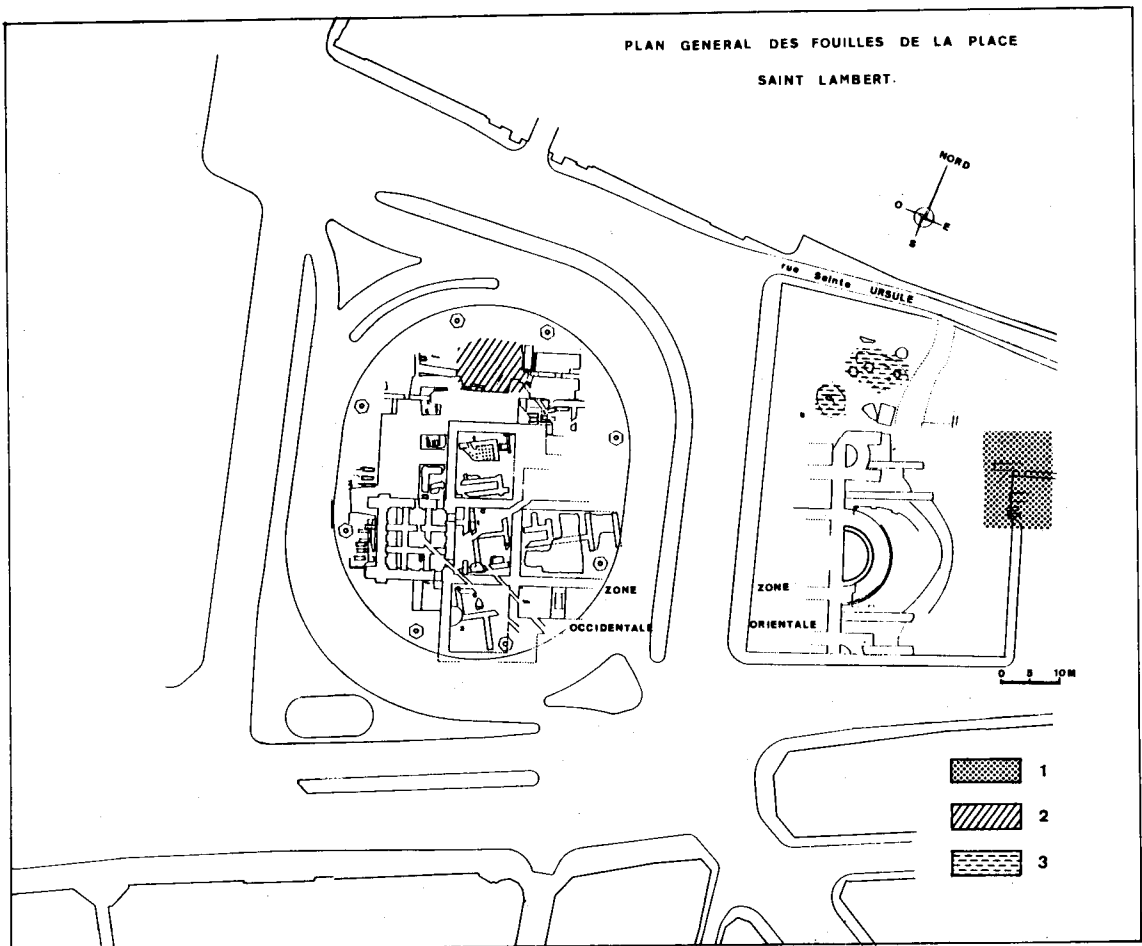 PLAN GENERAL DES FOUILLES DE LA PLACE
SAINT LAMBERT.
NORD
O
E
S
rue Sainte URSULE
ZONE
OCCIDENTALE
ZONE
ORIENTALE
0 5 10M
1
2
3